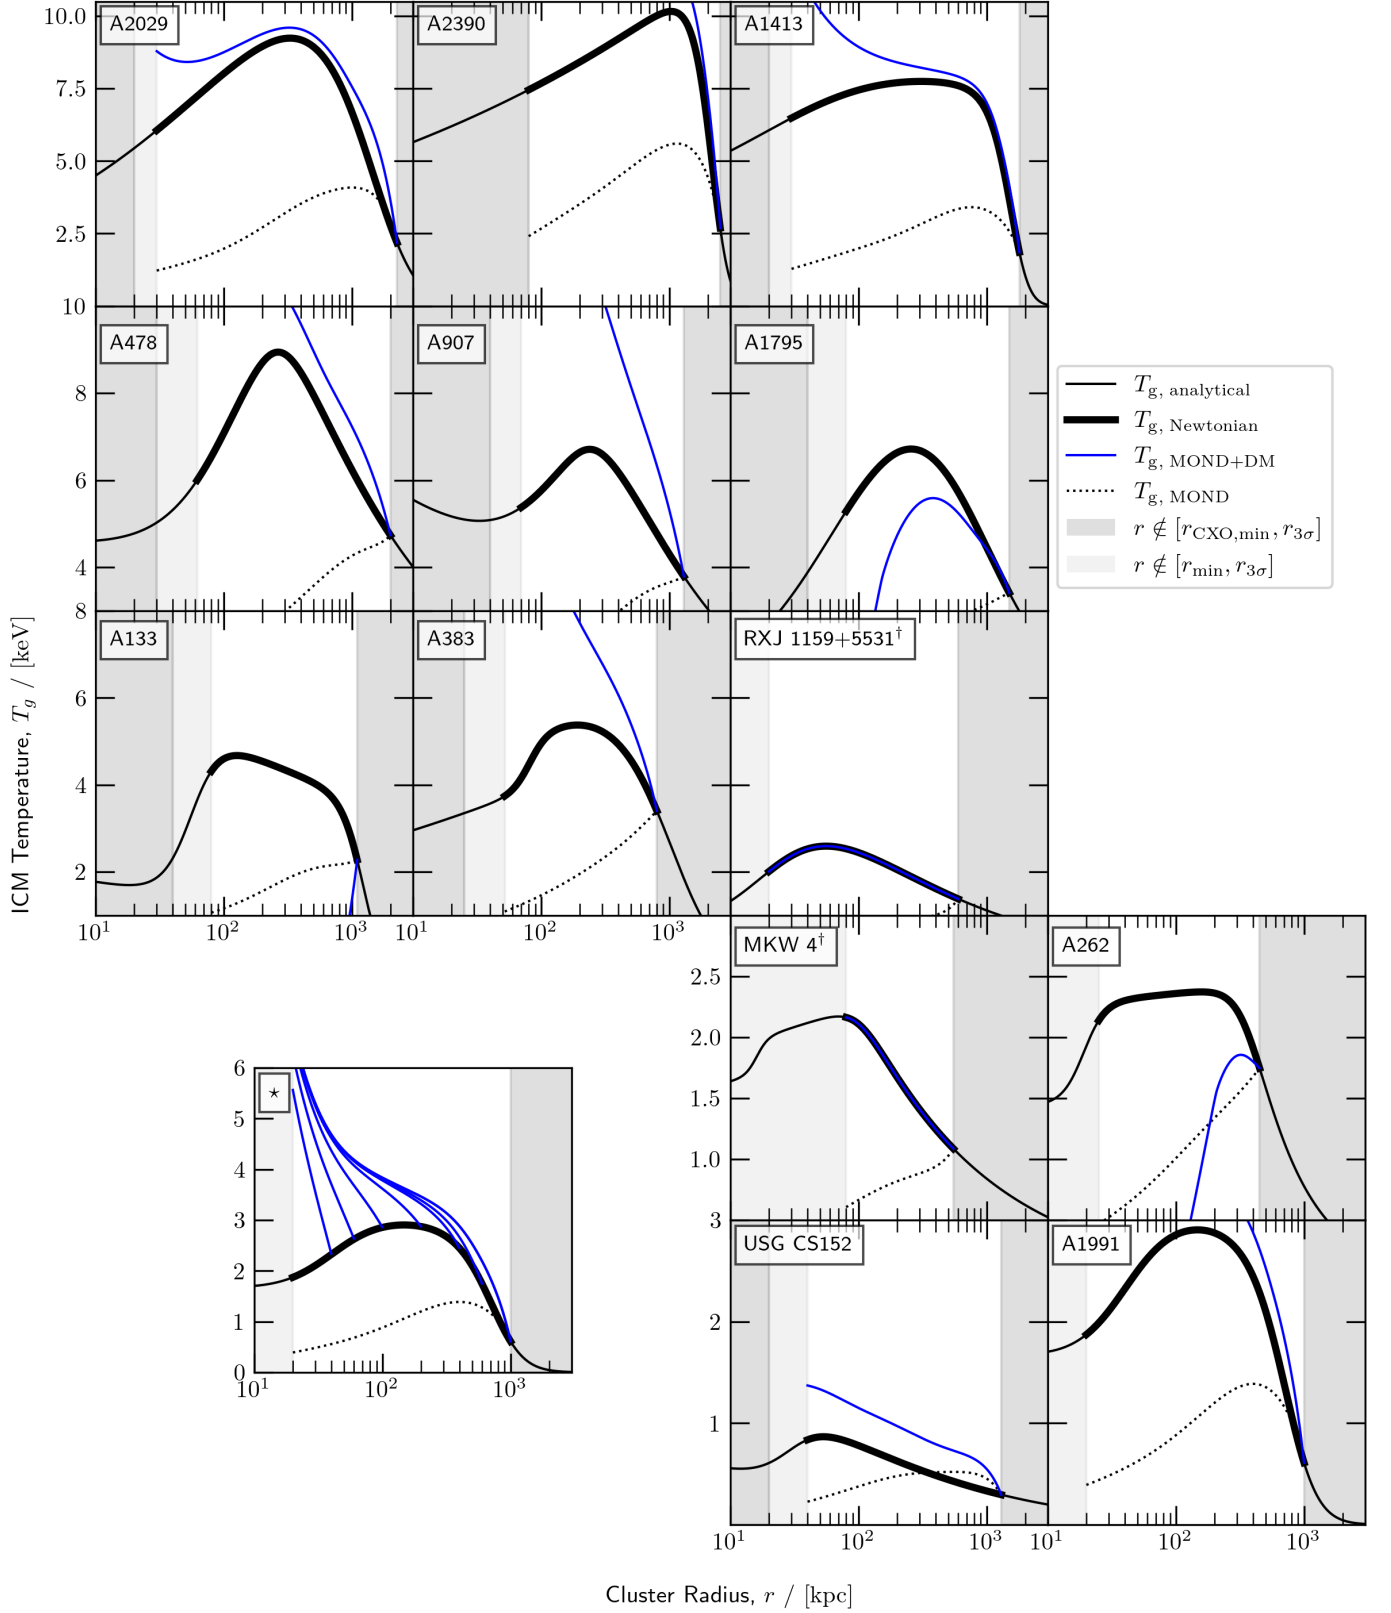 A2029
A2390
A1413
10.0
7.5
5.0
2.5
A478
A907
A1795
10
8
6
4
T_g, analytical
T_g, Newtonian
T_g, MOND+DM
T_g, MOND
r ∉ [r_CXO,min, r_3σ]
r ∉ [r_min, r_3σ]
A133
A383
RXJ 1159+5531†
8
6
4
2
10¹ 10² 10³ 10¹ 10² 10³
ICM Temperature, T_g / [keV]
MKW 4†
A262
2.5
2.0
1.5
1.0
⋆
6
5
4
3
2
1
0
10¹ 10² 10³
USG CS152
A1991
3
2
1
10¹ 10² 10³ 10¹ 10² 10³
Cluster Radius, r / [kpc]